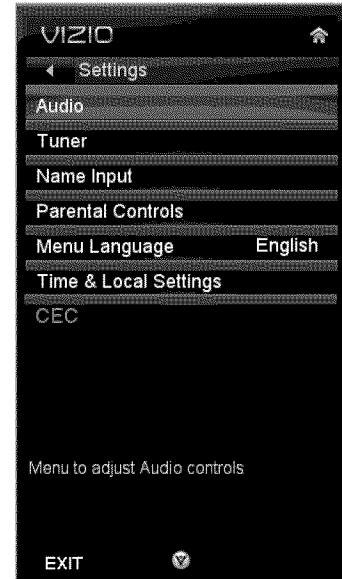 VIZIO
Settings
Audio
Tuner
Name Input
Parental Controls
Menu Language English
Time & Local Settings
CEC
Menu to adjust Audio controls
EXIT